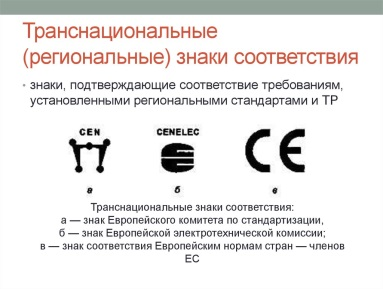 Транснациональные
(региональные) знаки соответствия
• знаки, подтверждающие соответствие требованиям,
установленными региональными стандартами и ТР
CEN CENELEC CE
а б в
Транснациональные знаки соответствия:
а — знак Европейского комитета по стандартизации,
б — знак Европейской электротехнической комиссии;
в — знак соответствия Европейским нормам стран — членов
ЕС